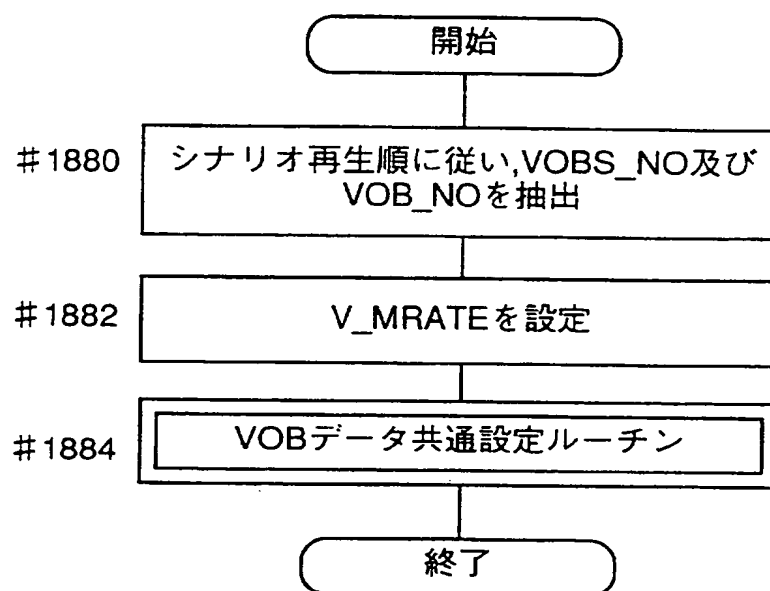 開始
#1880
シナリオ再生順に従い,VOBS_NO及び
VOB_NOを抽出
#1882
V_MRATEを設定
#1884
VOBデータ共通設定ルーチン
終了